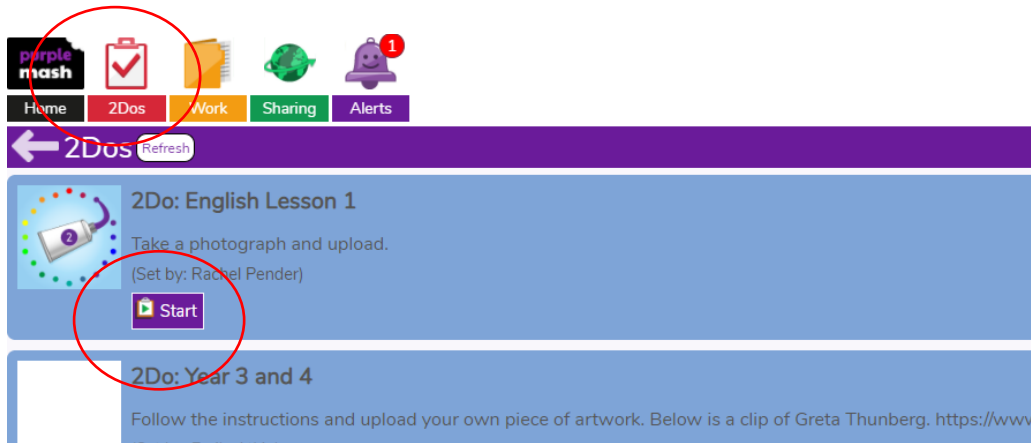 purple
mash
1
Home 2Dos Work Sharing Alerts
2Dos Refresh
2Do: English Lesson 1
2
Take a photograph and upload.
(Set by: Rachel Pender)
Start
2Do: Year 3 and 4
Follow the instructions and upload your own piece of artwork. Below is a clip of Greta Thunberg. https://www